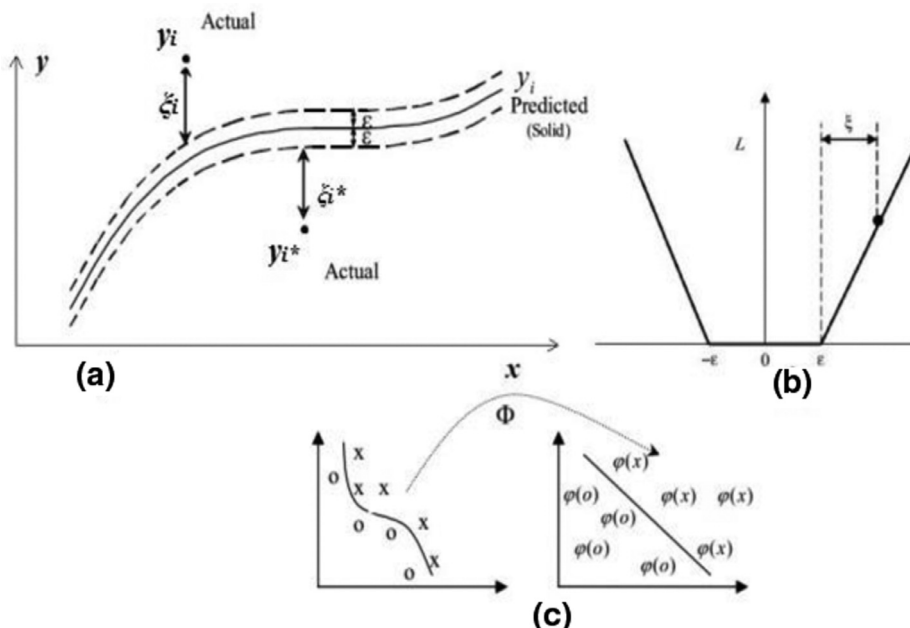 Actual
yi
y
ξi
ε
ε
yi
Predicted
(Solid)
ξi*
yi*
Actual
(a)
x
L
ξ
-ε 0 ε
(b)
Φ
x
o
x x
o
o
x
o
x
φ(x)
φ(o) φ(x) φ(x)
φ(o)
φ(o) φ(x)
φ(o)
(c)